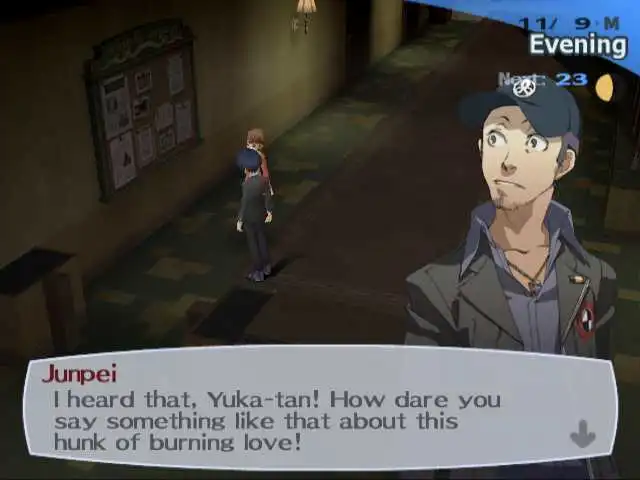 11/ 9 M
Evening
Next: 23
Junpei
I heard that, Yuka-tan! How dare you
say something like that about this
hunk of burning love!